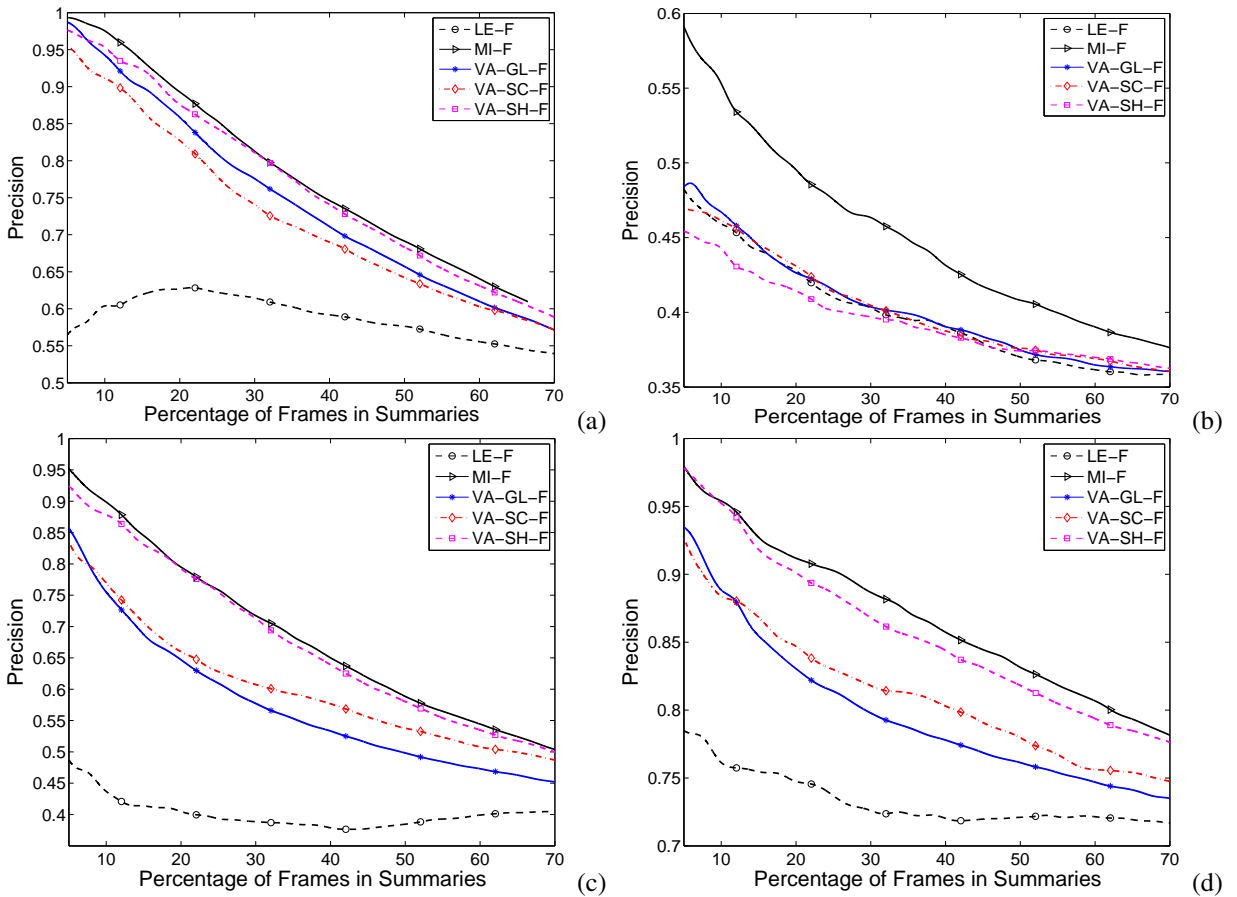 1
0.95
0.9
0.85
0.8
0.75
0.7
0.65
0.6
0.55
0.5
Precision
10 20 30 40 50 60 70
Percentage of Frames in Summaries
LE-F
MI-F
VA-GL-F
VA-SC-F
VA-SH-F
(a)
0.6
0.55
0.5
0.45
0.4
0.35
Precision
10 20 30 40 50 60 70
Percentage of Frames in Summaries
LE-F
MI-F
VA-GL-F
VA-SC-F
VA-SH-F
(b)
1
0.95
0.9
0.85
0.8
0.75
0.7
0.65
0.6
0.55
0.5
0.45
0.4
Precision
10 20 30 40 50 60 70
Percentage of Frames in Summaries
LE-F
MI-F
VA-GL-F
VA-SC-F
VA-SH-F
(c)
1
0.95
0.9
0.85
0.8
0.75
0.7
Precision
10 20 30 40 50 60 70
Percentage of Frames in Summaries
LE-F
MI-F
VA-GL-F
VA-SC-F
VA-SH-F
(d)